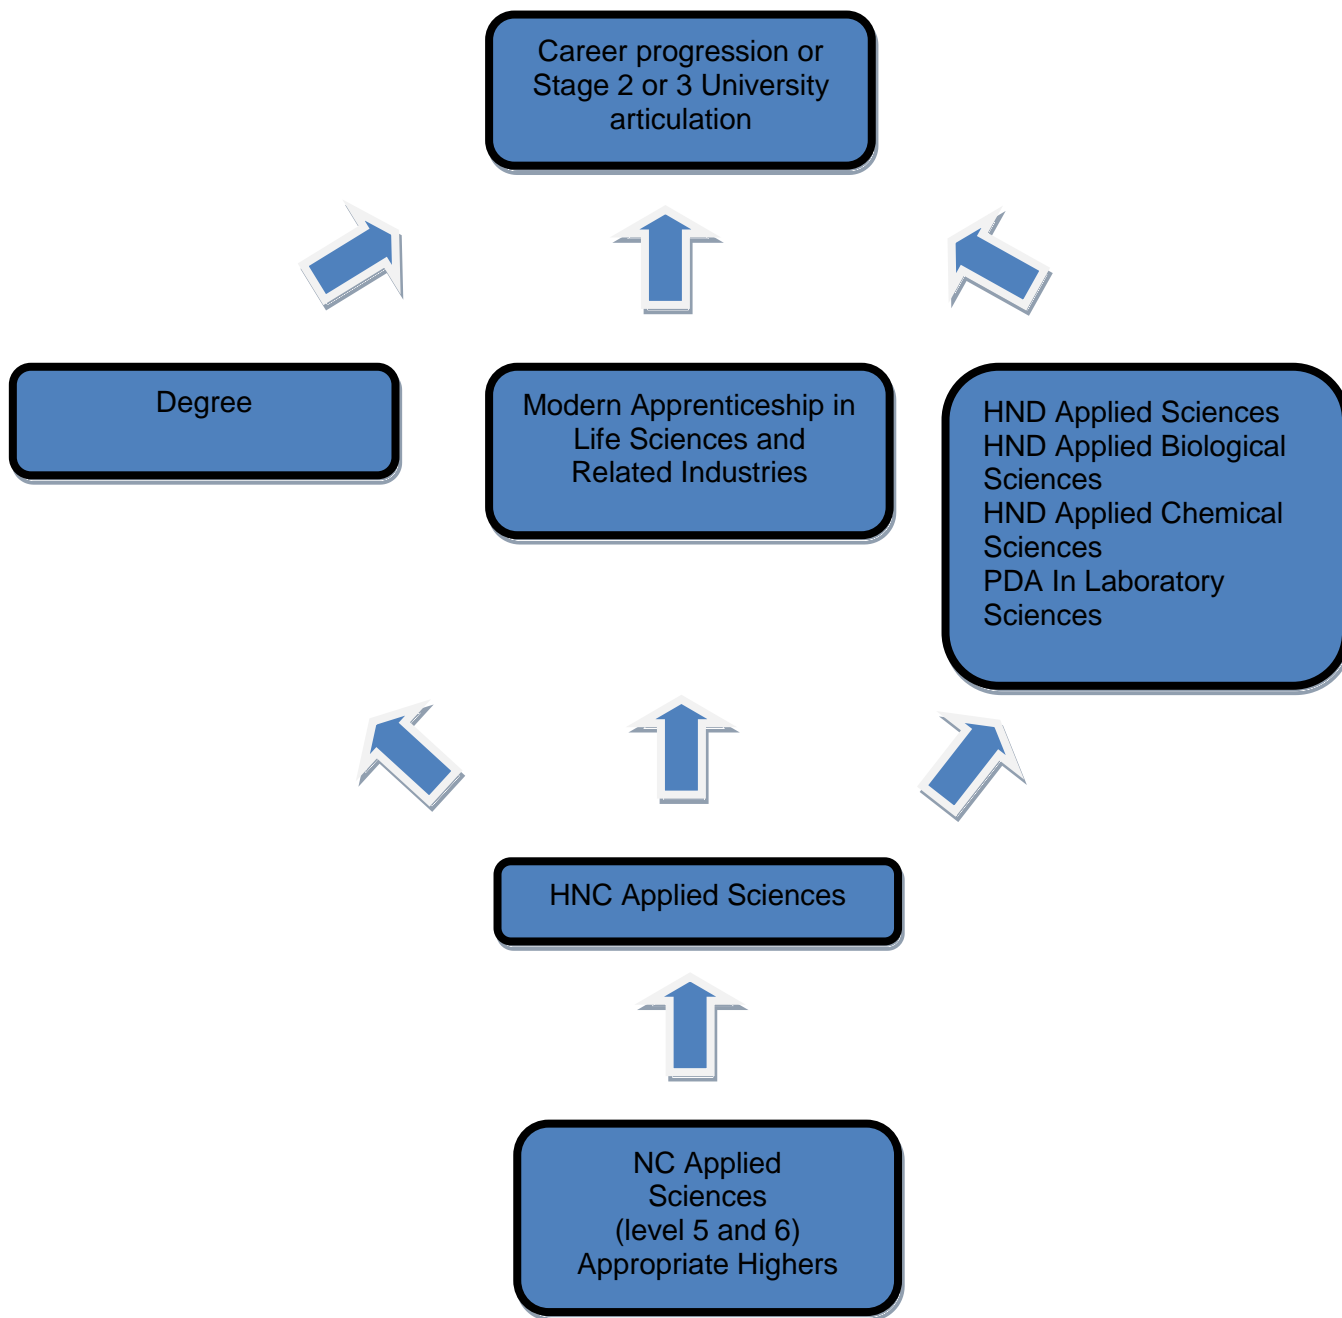 Career progression or
Stage 2 or 3 University
articulation
Degree
Modern Apprenticeship in
Life Sciences and
Related Industries
HND Applied Sciences
HND Applied Biological
Sciences
HND Applied Chemical
Sciences
PDA In Laboratory
Sciences
HNC Applied Sciences
NC Applied
Sciences
(level 5 and 6)
Appropriate Highers